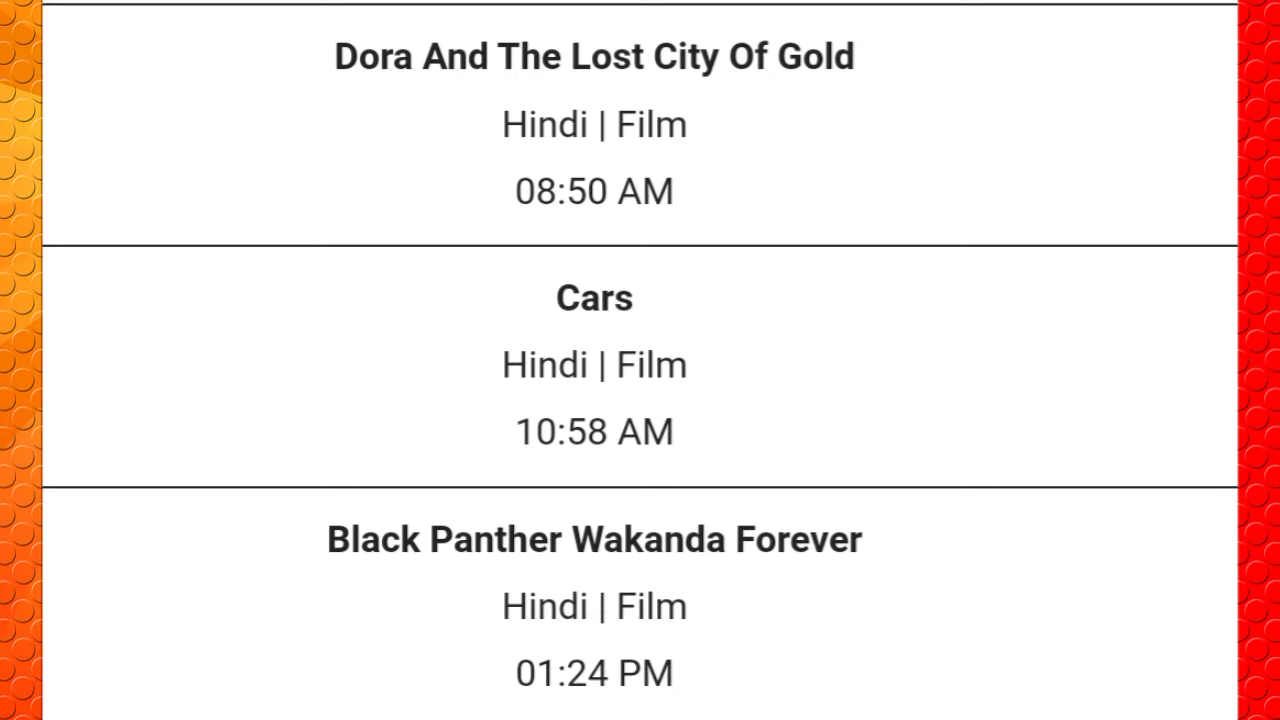 Dora And The Lost City Of Gold
Hindi | Film
08:50 AM
Cars
Hindi | Film
10:58 AM
Black Panther Wakanda Forever
Hindi | Film
01:24 PM